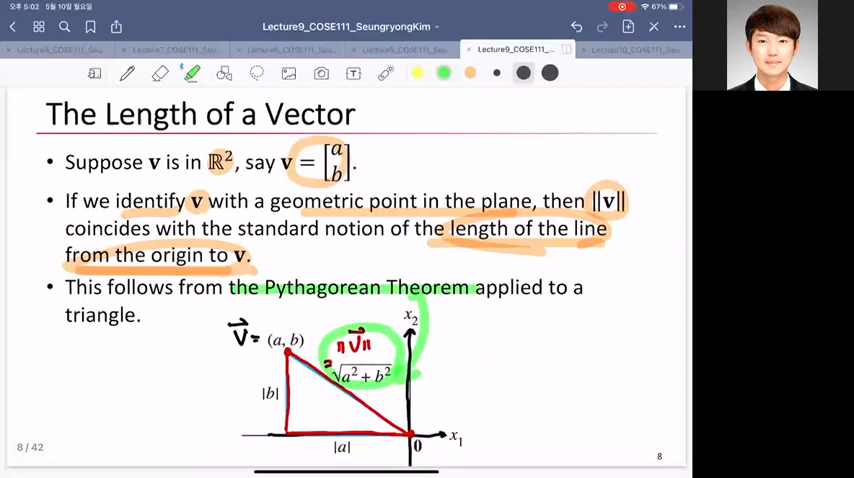 오후 5:02 5월 10일 월요일
67%
Lecture9_COSE111_SeungryongKim
Lecture7_COSE111_Seu...
Lecture9_COSE111_...
Lecture10_COSE111_Seu...
The Length of a Vector
• Suppose v is in ℝ², say v = [a b].
• If we identify v with a geometric point in the plane, then ‖v‖
coincides with the standard notion of the length of the line
from the origin to v.
• This follows from the Pythagorean Theorem applied to a
triangle.
x₂
v⃗ = (a, b)
‖v⃗‖
= √a² + b²
|b|
x₁
|a|
0
8 / 42
8